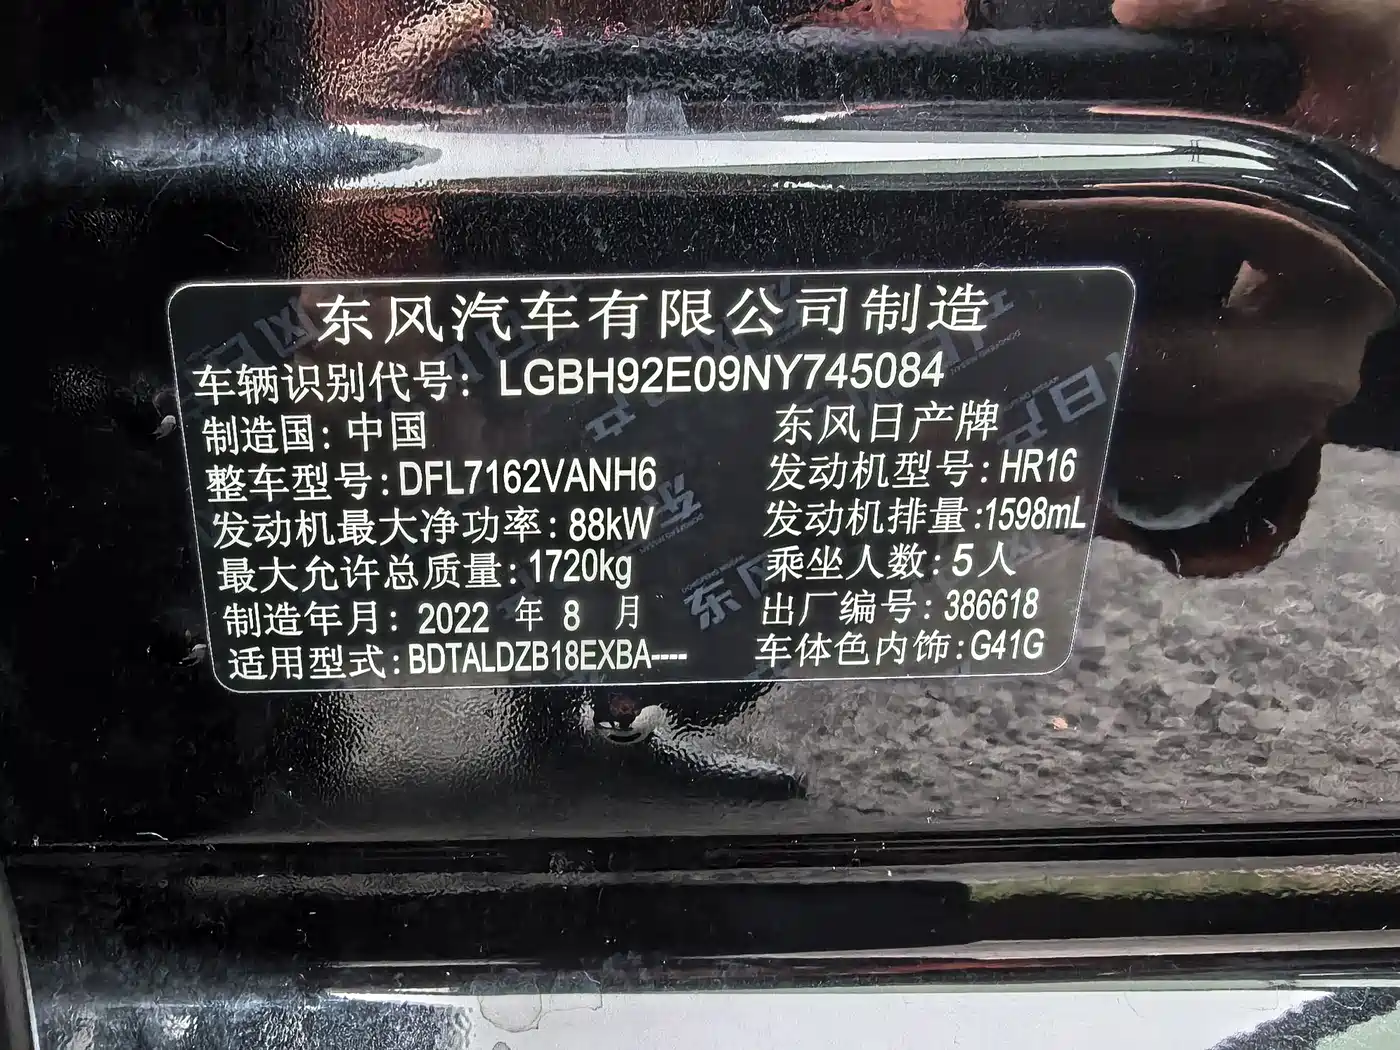 东风汽车有限公司制造
车辆识别代号：LGBH92E09NY745084
制造国：中国 东风日产牌
整车型号：DFL7162VANH6 发动机型号：HR16
发动机最大净功率：88kW 发动机排量：1598mL
最大允许总质量：1720kg 乘坐人数：5人
制造年月：2022 年 8 月 出厂编号：386618
适用型式：BDTALDZB18EXBA---- 车体色内饰：G41G